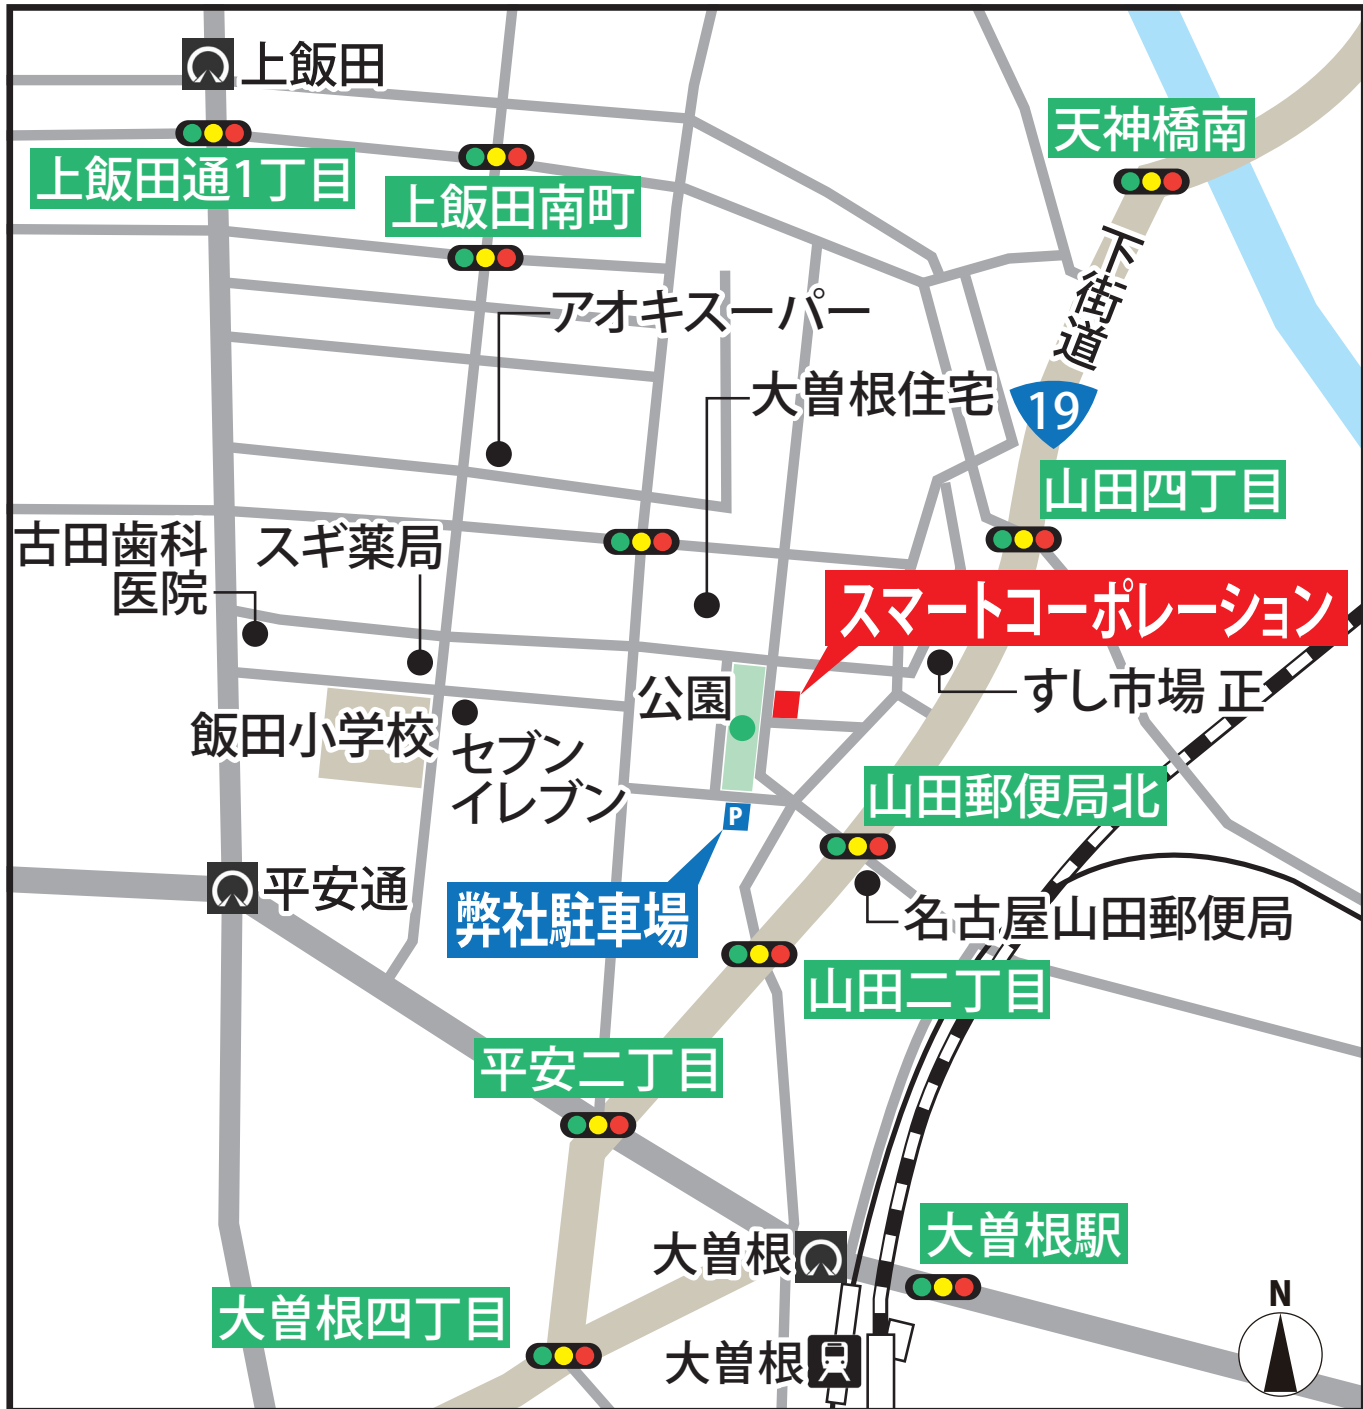 上飯田
天神橋南
上飯田通1丁目
上飯田南町
下街道
アオキスーパー
大曽根住宅
19
山田四丁目
古田歯科
医院
スギ薬局
スマートコーポレーション
すし市場 正
公園
飯田小学校
セブン
イレブン
山田郵便局北
P
平安通
弊社駐車場
名古屋山田郵便局
山田二丁目
平安二丁目
大曽根駅
大曽根
大曽根四丁目
大曽根
N